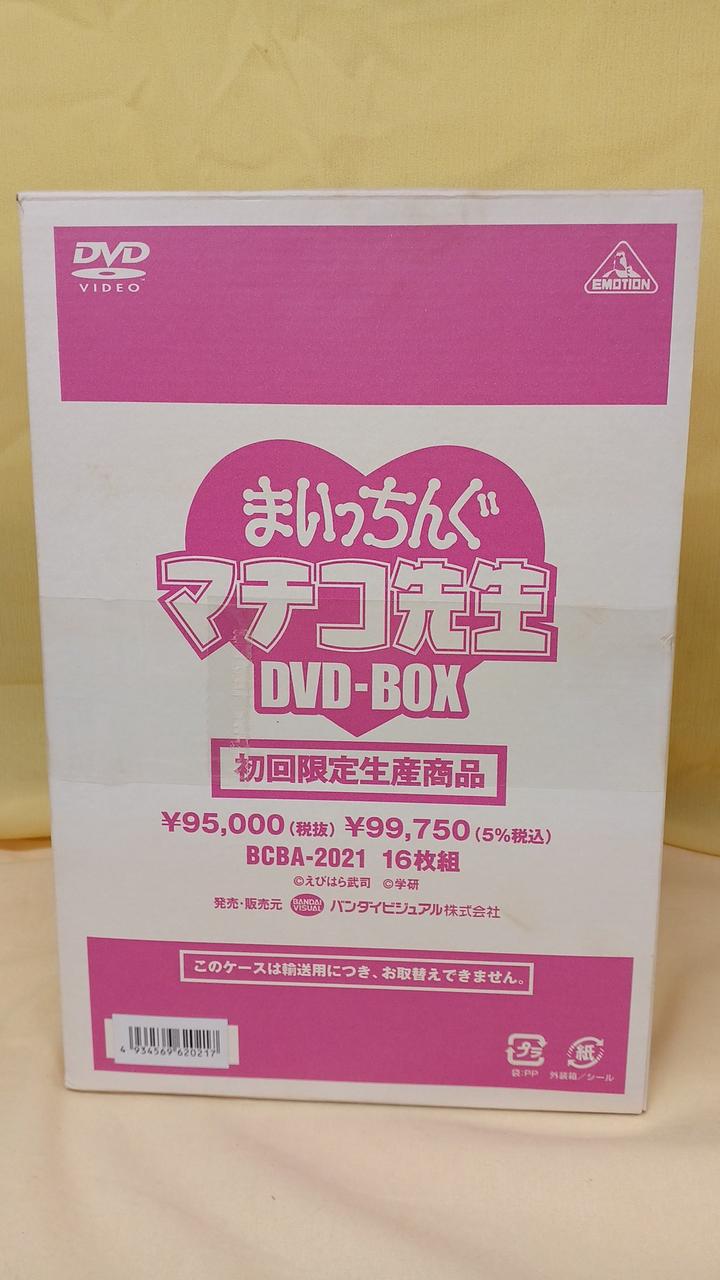 DVD
VIDEO
EMOTION
まいっちんぐ
マチコ先生
DVD-BOX
初回限定生産商品
¥95,000(税抜) ¥99,750(5%税込)
BCBA-2021 16枚組
©えびはら武司 ©学研
発売・販売元 BANDAI VISUAL バンダイビジュアル株式会社
このケースは輸送用につき、お取替えできません。
4 934569 620217
プラ
袋:PP
紙
外装箱/シール